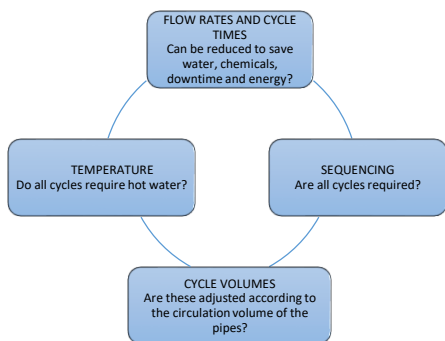 FLOW RATES AND CYCLE
TIMES
Can be reduced to save
water, chemicals,
downtime and energy?
TEMPERATURE
Do all cycles require hot water?
SEQUENCING
Are all cycles required?
CYCLE VOLUMES
Are these adjusted according to
the circulation volume of the
pipes?